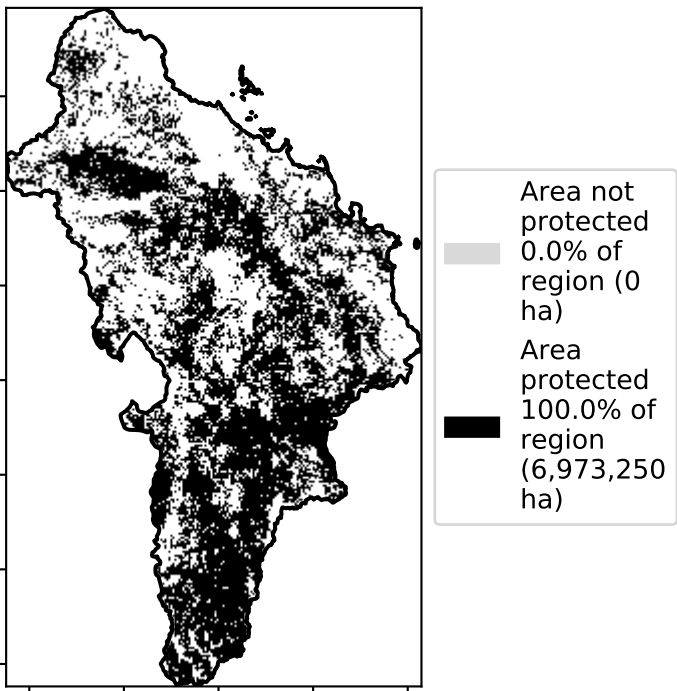 Area not
protected
0.0% of
region (0
ha)
Area
protected
100.0% of
region
(6,973,250
ha)